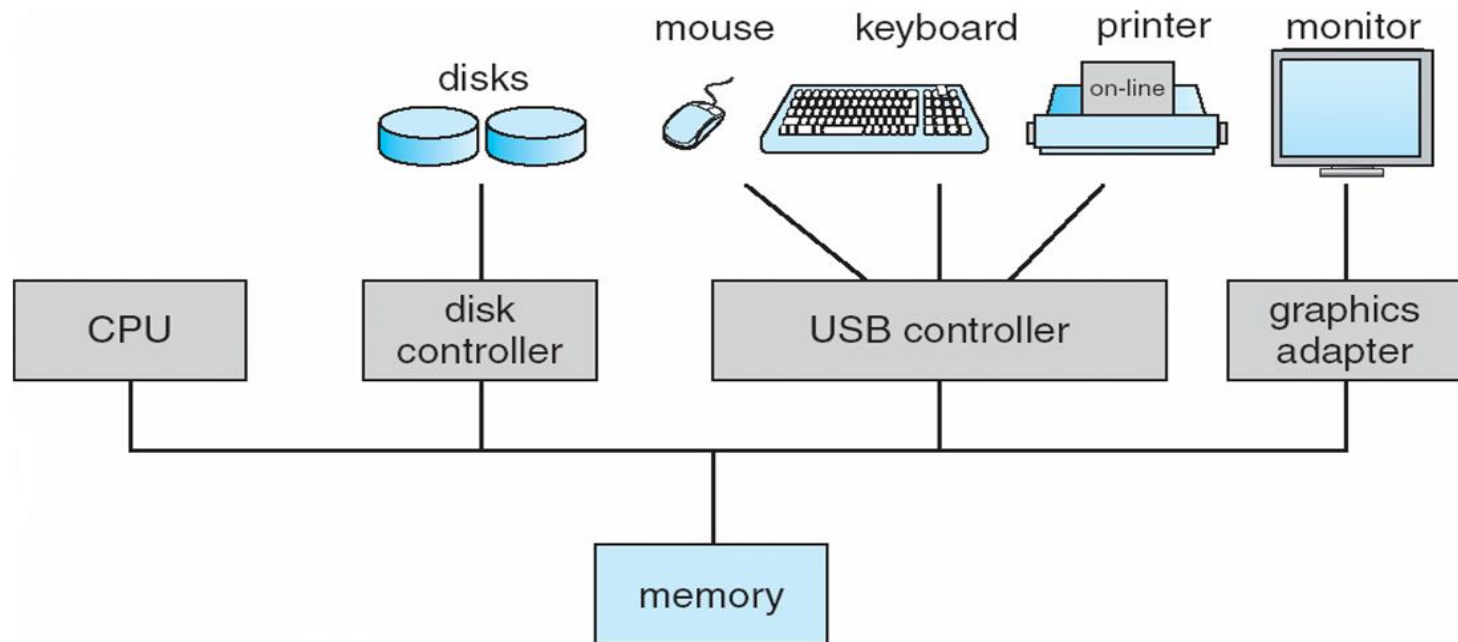 mouse
keyboard
printer
monitor
disks
on-line
CPU
disk
controller
USB controller
graphics
adapter
memory